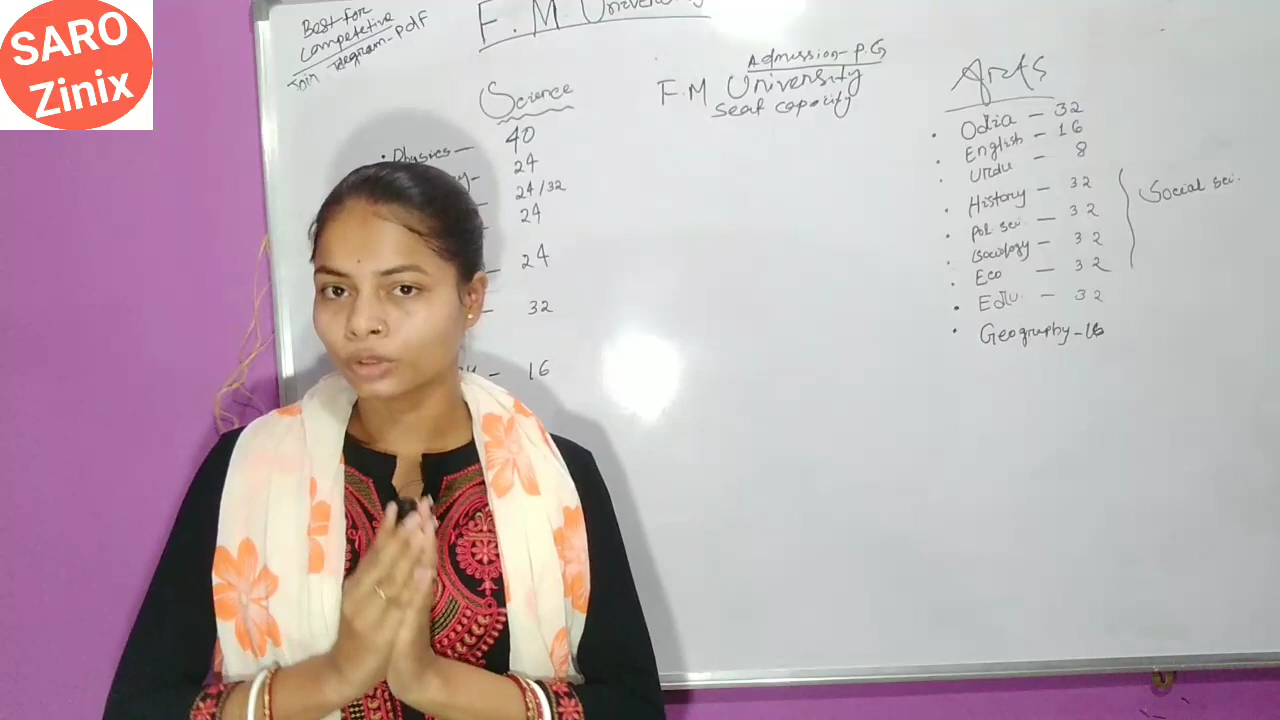 SARO
Zinix
Best for
Competetive
Join Telegram-pdf
F.M University
Admission-P.G
F.M University
Seat capacity
Science
• Physics — 40
24
24/32
24
24
32
16
Arts
• Odia — 32
• English — 16
• Urdu — 8
• History — 32
• pol. sci — 32
• Sociology — 32
• Eco — 32
• Edu — 32
• Geography - 16
Social sci.